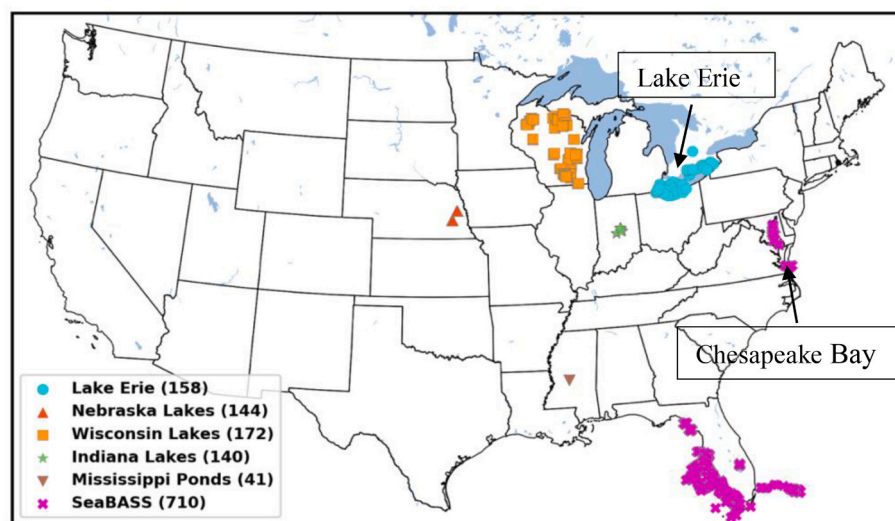 Lake Erie
Chesapeake Bay
Lake Erie (158)
Nebraska Lakes (144)
Wisconsin Lakes (172)
Indiana Lakes (140)
Mississippi Ponds (41)
SeaBASS (710)